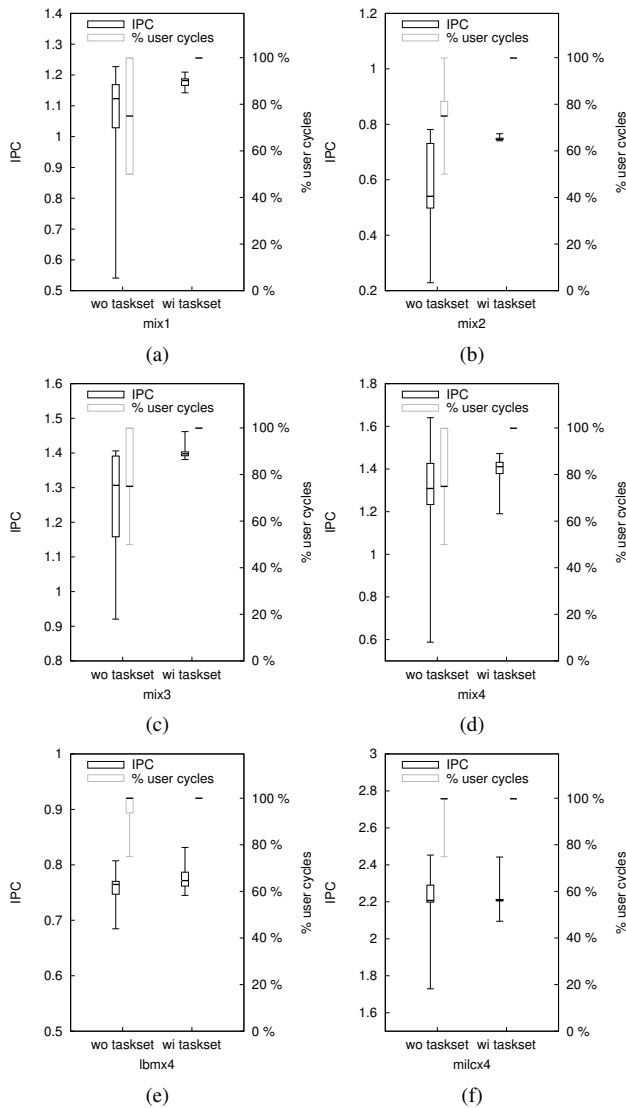 1.4
1.3
1.2
1.1
1
0.9
0.8
0.7
0.6
0.5
IPC
IPC
% user cycles
100 %
80 %
60 %
40 %
20 %
0 %
% user cycles
wo taskset wi taskset
mix1
(a)
1.2
1
0.8
0.6
0.4
0.2
IPC
IPC
% user cycles
100 %
80 %
60 %
40 %
20 %
0 %
% user cycles
wo taskset wi taskset
mix2
(b)
1.6
1.5
1.4
1.3
1.2
1.1
1
0.9
0.8
IPC
IPC
% user cycles
100 %
80 %
60 %
40 %
20 %
0 %
% user cycles
wo taskset wi taskset
mix3
(c)
1.8
1.6
1.4
1.2
1
0.8
0.6
IPC
IPC
% user cycles
100 %
80 %
60 %
40 %
20 %
0 %
% user cycles
wo taskset wi taskset
mix4
(d)
1
0.9
0.8
0.7
0.6
0.5
IPC
IPC
% user cycles
100 %
80 %
60 %
40 %
20 %
0 %
% user cycles
wo taskset wi taskset
lbmx4
(e)
3
2.8
2.6
2.4
2.2
2
1.8
1.6
IPC
IPC
% user cycles
100 %
80 %
60 %
40 %
20 %
0 %
% user cycles
wo taskset wi taskset
milcx4
(f)